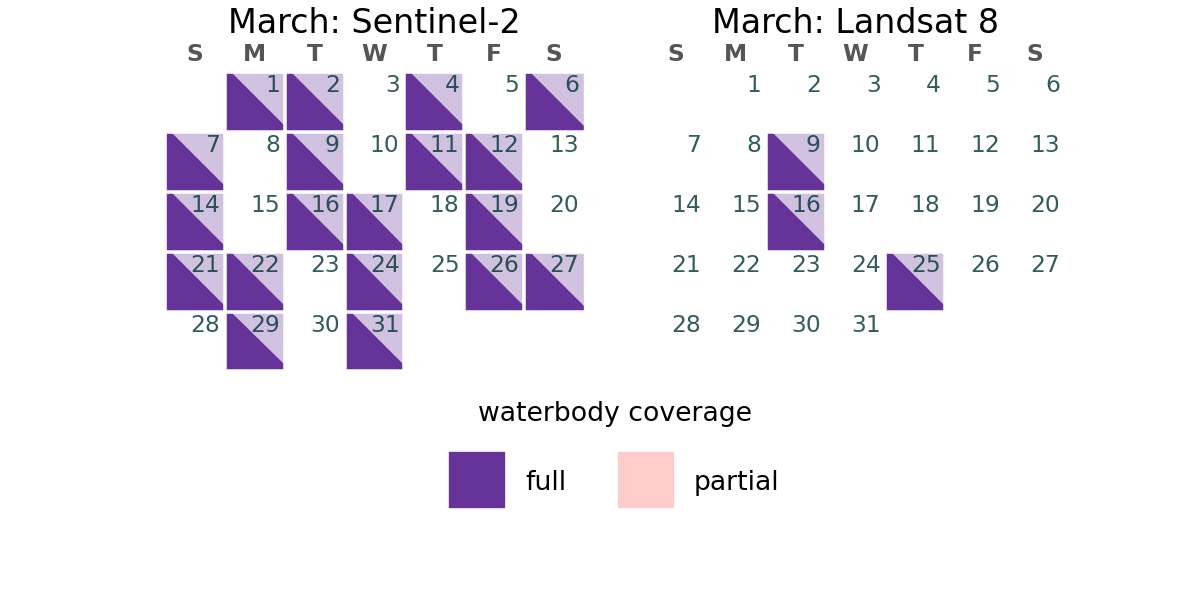 March: Sentinel-2
S M T W T F S
1 2 3 4 5 6
7 8 9 10 11 12 13
14 15 16 17 18 19 20
21 22 23 24 25 26 27
28 29 30 31
March: Landsat 8
S M T W T F S
1 2 3 4 5 6
7 8 9 10 11 12 13
14 15 16 17 18 19 20
21 22 23 24 25 26 27
28 29 30 31
waterbody coverage
full partial